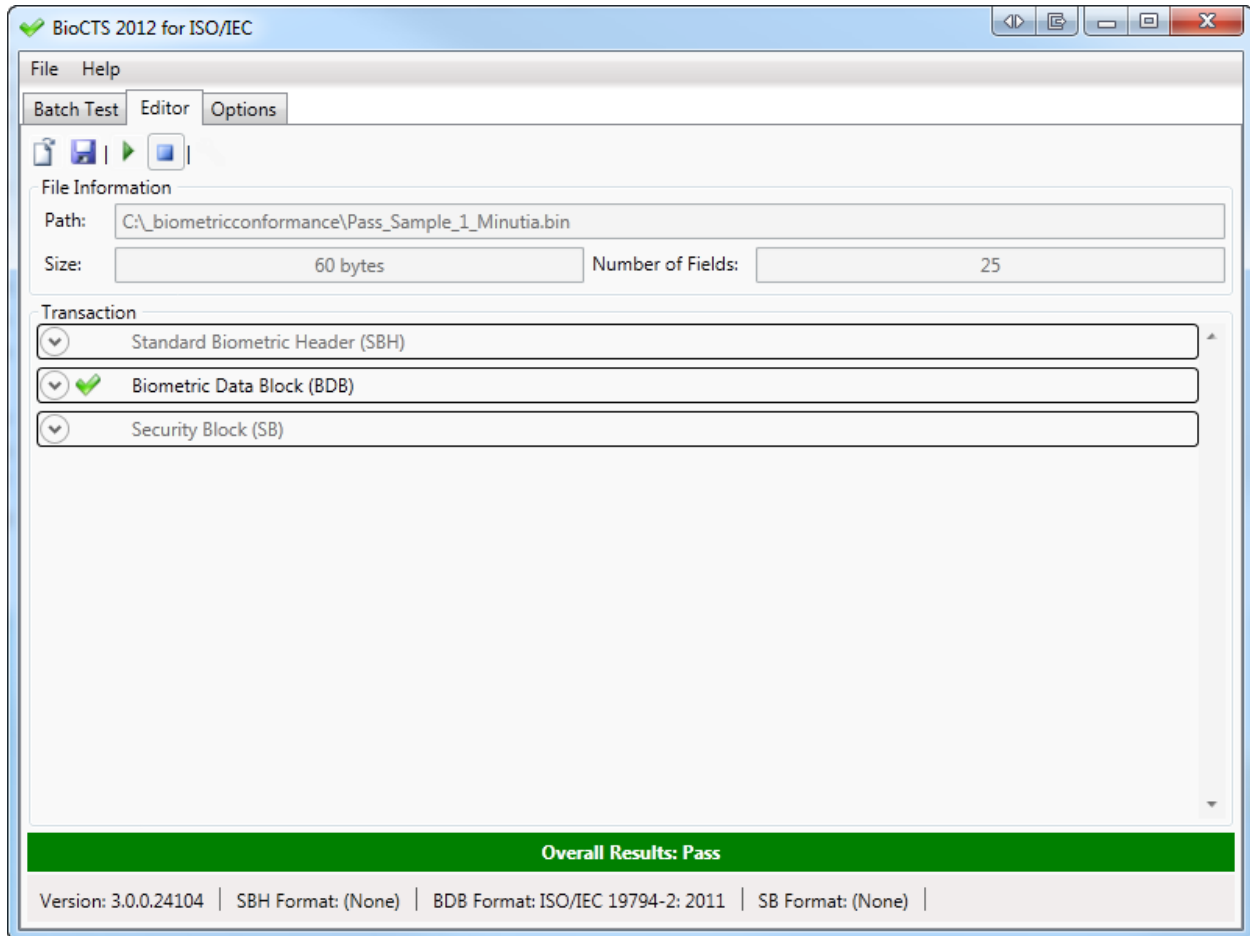 BioCTS 2012 for ISO/IEC
File Help
Batch Test Editor Options
File Information
Path: C:\_biometricconformance\Pass_Sample_1_Minutia.bin
Size: 60 bytes Number of Fields: 25
Transaction
Standard Biometric Header (SBH)
Biometric Data Block (BDB)
Security Block (SB)
Overall Results: Pass
Version: 3.0.0.24104 | SBH Format: (None) | BDB Format: ISO/IEC 19794-2: 2011 | SB Format: (None) |